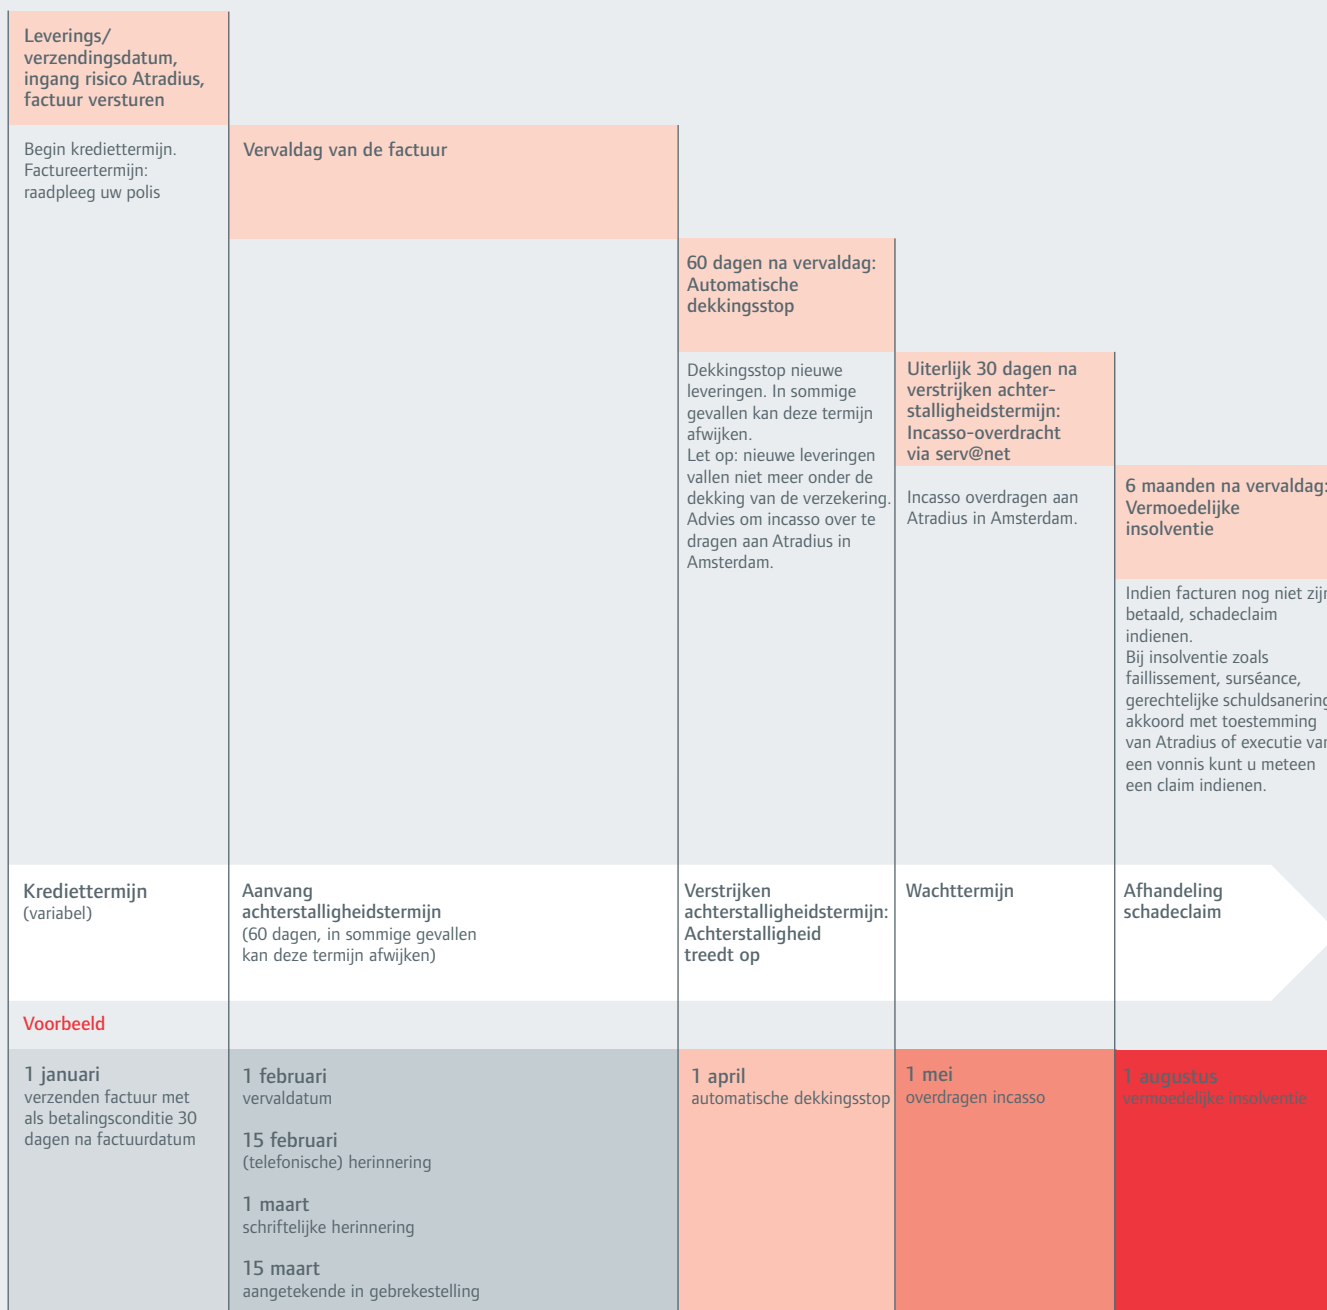 Leverings/
verzendingsdatum,
ingang risico Atradius,
factuur versturen
Begin krediettermijn.
Factureertermijn:
raadpleeg uw polis
Vervaldag van de factuur
60 dagen na vervaldag:
Automatische
dekkingsstop
Dekkingsstop nieuwe
leveringen. In sommige
gevallen kan deze termijn
afwijken.
Let op: nieuwe leveringen
vallen niet meer onder de
dekking van de verzekering.
Advies om incasso over te
dragen aan Atradius in
Amsterdam.
Uiterlijk 30 dagen na
verstrijken achter-
stalligheidstermijn:
Incasso-overdracht
via serv@net
Incasso overdragen aan
Atradius in Amsterdam.
6 maanden na vervaldag:
Vermoedelijke
insolventie
Indien facturen nog niet zijn
betaald, schadeclaim
indienen.
Bij insolventie zoals
faillissement, surséance,
gerechtelijke schuldsanering
akkoord met toestemming
van Atradius of executie van
een vonnis kunt u meteen
een claim indienen.
Krediettermijn
(variabel)
Aanvang
achterstalligheidstermijn
(60 dagen, in sommige gevallen
kan deze termijn afwijken)
Verstrijken
achterstalligheidstermijn:
Achterstalligheid
treedt op
Wachttermijn
Afhandeling
schadeclaim
Voorbeeld
1 januari
verzenden factuur met
als betalingsconditie 30
dagen na factuurdatum
1 februari
vervaldatum
15 februari
(telefonische) herinnering
1 maart
schriftelijke herinnering
15 maart
aangetekende in gebrekestelling
1 april
automatische dekkingsstop
1 mei
overdragen incasso
1 augustus
vermoedelijke insolventie